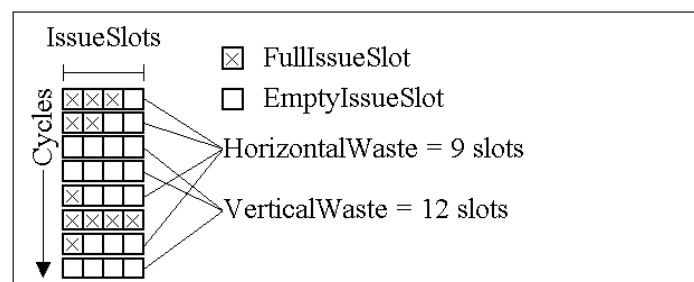 IssueSlots
FullIssueSlot
EmptyIssueSlot
Cycles
HorizontalWaste = 9 slots
VerticalWaste = 12 slots